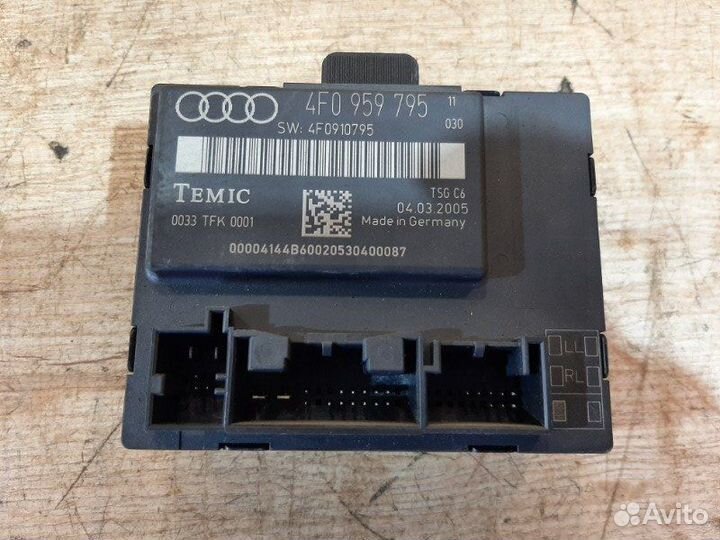 4F0 959 795 11
SW: 4F0910795 030
TEMIC TSG C6
04.03.2005
0033 TFK 0001 Made in Germany
00004144B60020530400087
LL
RL
Avito